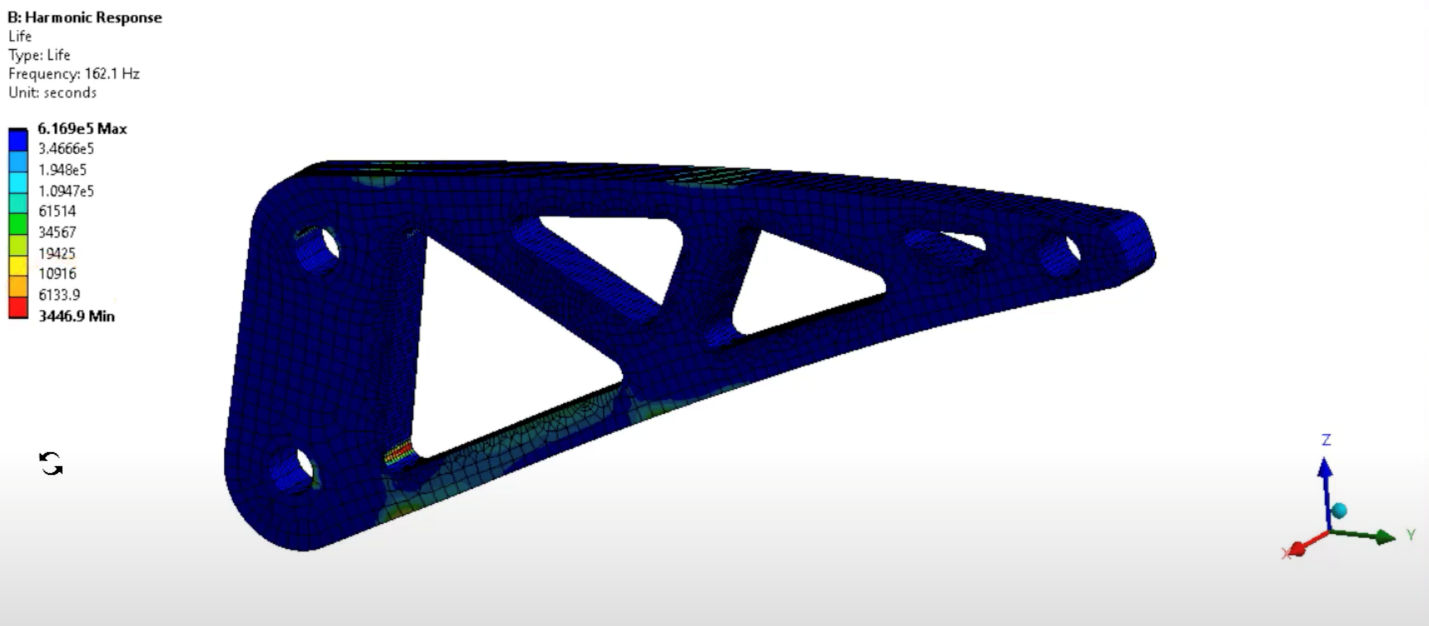 B: Harmonic Response
Life
Type: Life
Frequency: 162.1 Hz
Unit: seconds
6.169e5 Max
3.4666e5
1.948e5
1.0947e5
61514
34567
19425
10916
6133.9
3446.9 Min
Z
Y
X